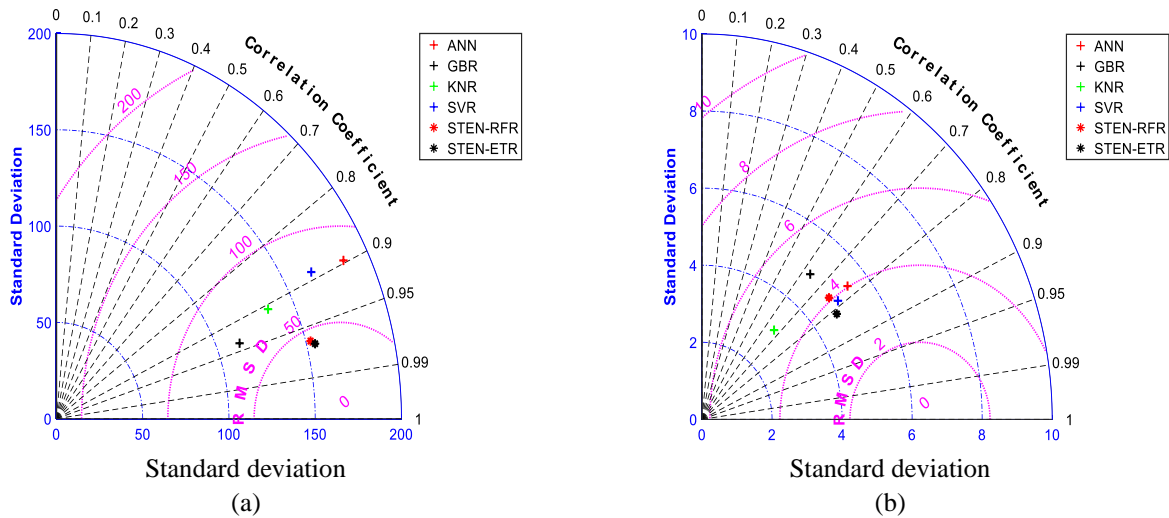 0
0.1
0.2
0.3
0.4
0.5
0.6
0.7
0.8
0.9
0.95
0.99
1
Correlation Coefficient
200
150
100
50
0
Standard Deviation
200
150
100
50
0
RMSD
0
50
100
150
200
Standard deviation
(a)
ANN
GBR
KNR
SVR
STEN-RFR
STEN-ETR
0
0.1
0.2
0.3
0.4
0.5
0.6
0.7
0.8
0.9
0.95
0.99
1
Correlation Coefficient
10
8
6
4
2
0
Standard Deviation
10
8
6
4
2
0
RMSD
0
2
4
6
8
10
Standard deviation
(b)
ANN
GBR
KNR
SVR
STEN-RFR
STEN-ETR